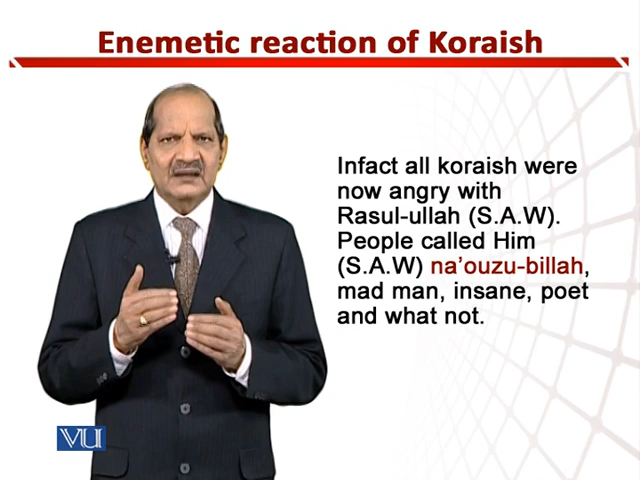 Enemetic reaction of Koraish
Infact all koraish were
now angry with
Rasul-ullah (S.A.W).
People called Him
(S.A.W) na’ouzu-billah,
mad man, insane, poet
and what not.
VU